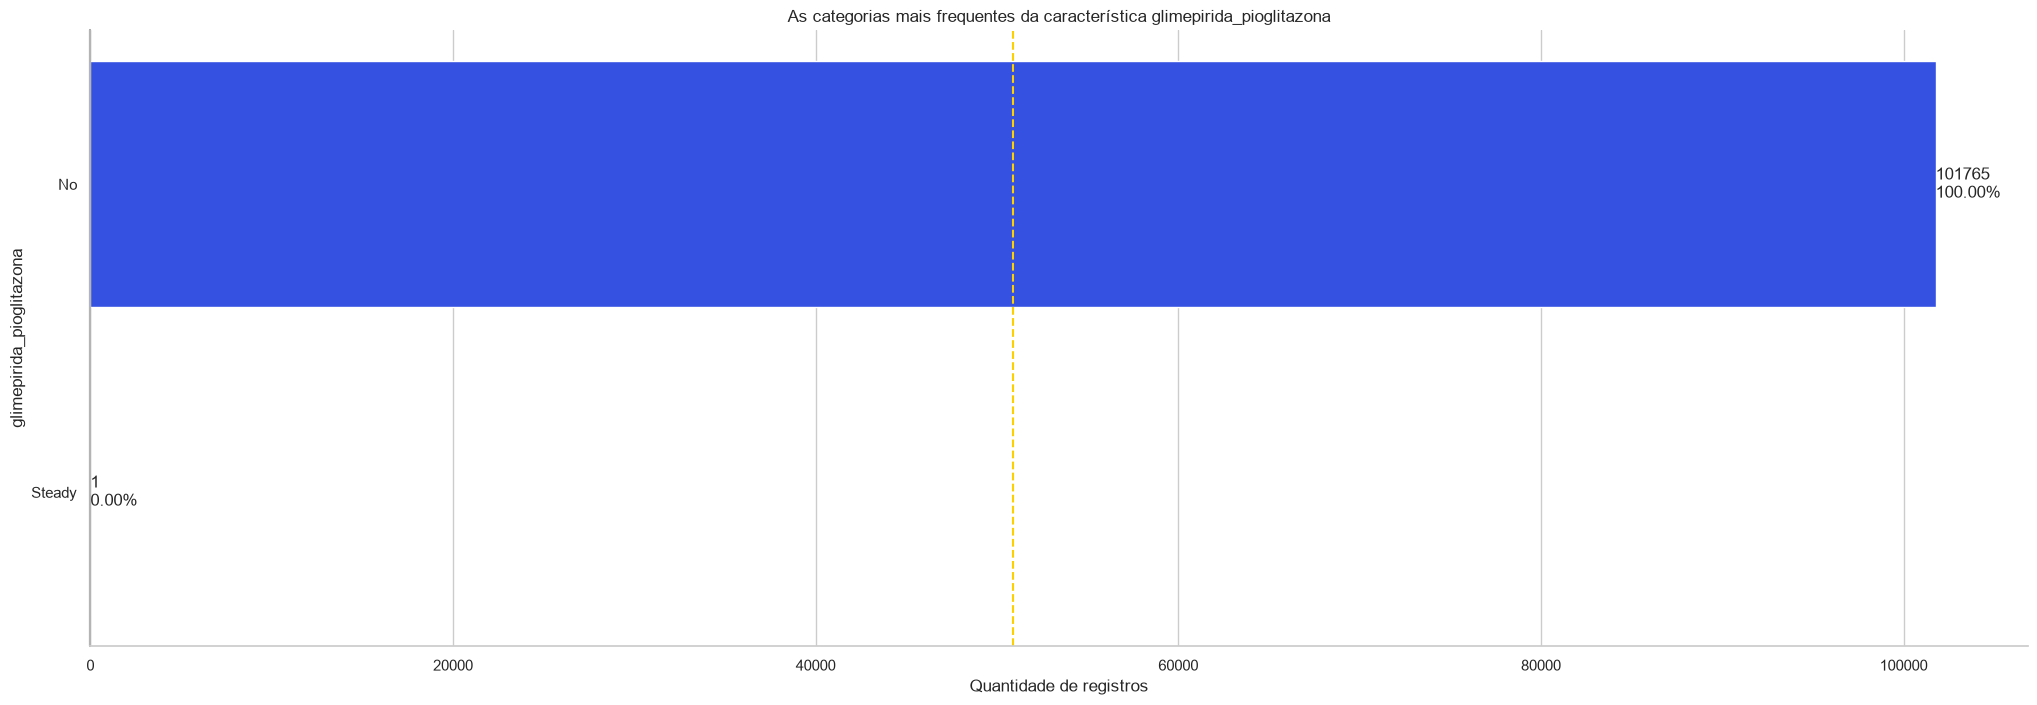 As categorias mais frequentes da característica glimepirida_pioglitazona
glimepirida_pioglitazona
No
101765
100.00%
Steady
1
0.00%
0
20000
40000
60000
80000
100000
Quantidade de registros